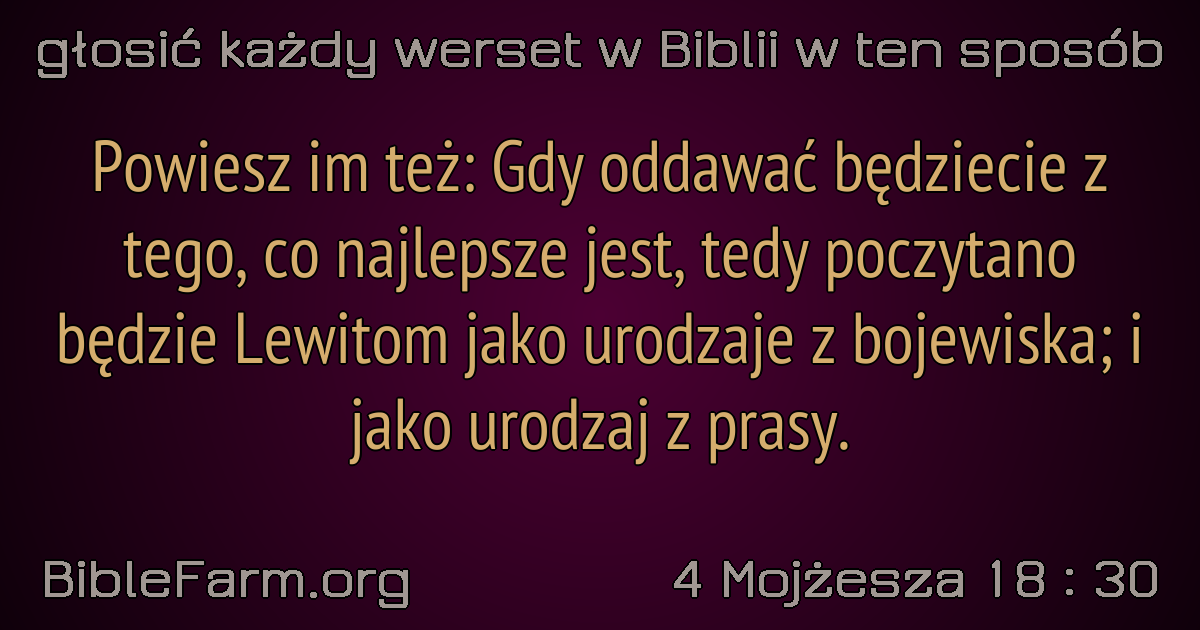 głosić każdy werset w Biblii w ten sposób
Powiesz im też: Gdy oddawać będziecie z
tego, co najlepsze jest, tedy poczytano
będzie Lewitom jako urodzaje z bojewiska; i
jako urodzaj z prasy.
BibleFarm.org
4 Mojżesza 18 : 30